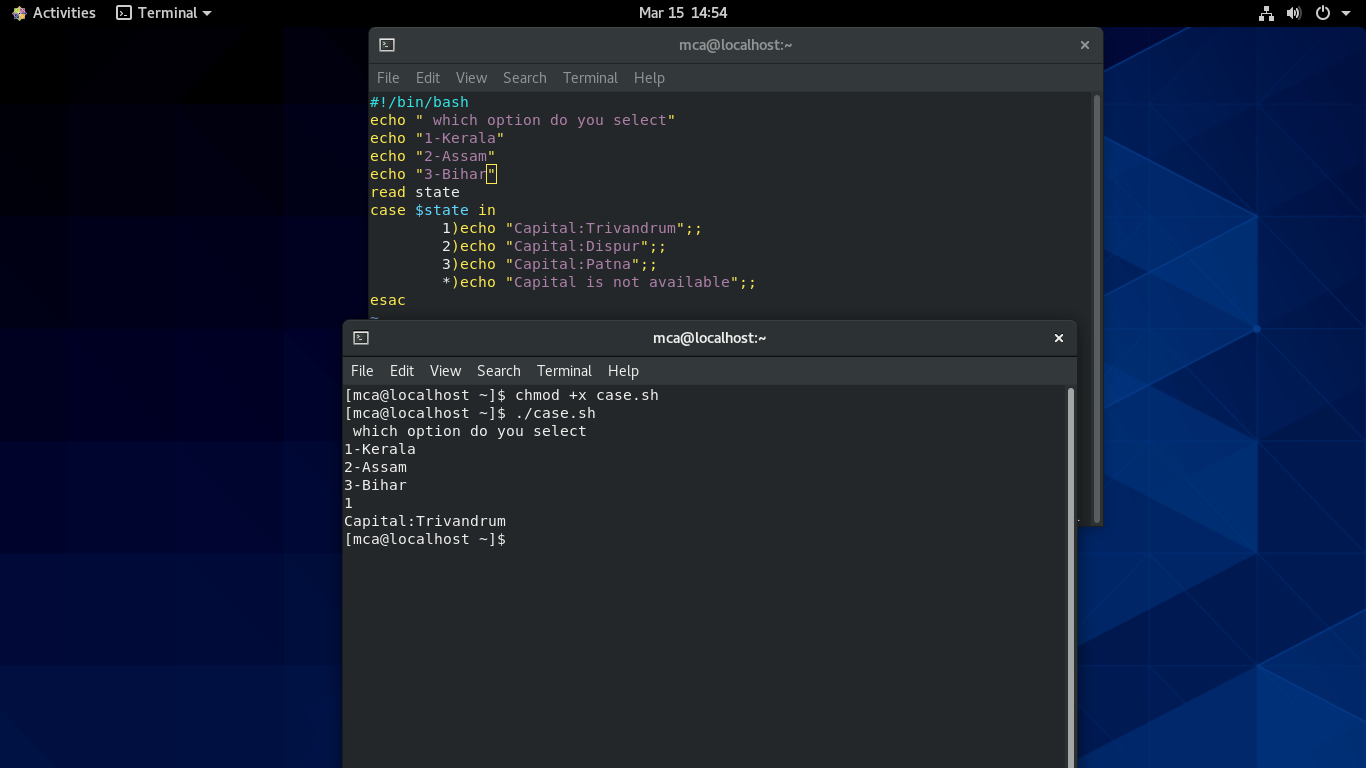 Activities Terminal Mar 15 14:54
mca@localhost:~
File Edit View Search Terminal Help
#!/bin/bash
echo " which option do you select"
echo "1-Kerala"
echo "2-Assam"
echo "3-Bihar"
read state
case $state in
1)echo "Capital:Trivandrum";;
2)echo "Capital:Dispur";;
3)echo "Capital:Patna";;
*)echo "Capital is not available";;
esac
~
mca@localhost:~
File Edit View Search Terminal Help
[mca@localhost ~]$ chmod +x case.sh
[mca@localhost ~]$ ./case.sh
 which option do you select
1-Kerala
2-Assam
3-Bihar
1
Capital:Trivandrum
[mca@localhost ~]$